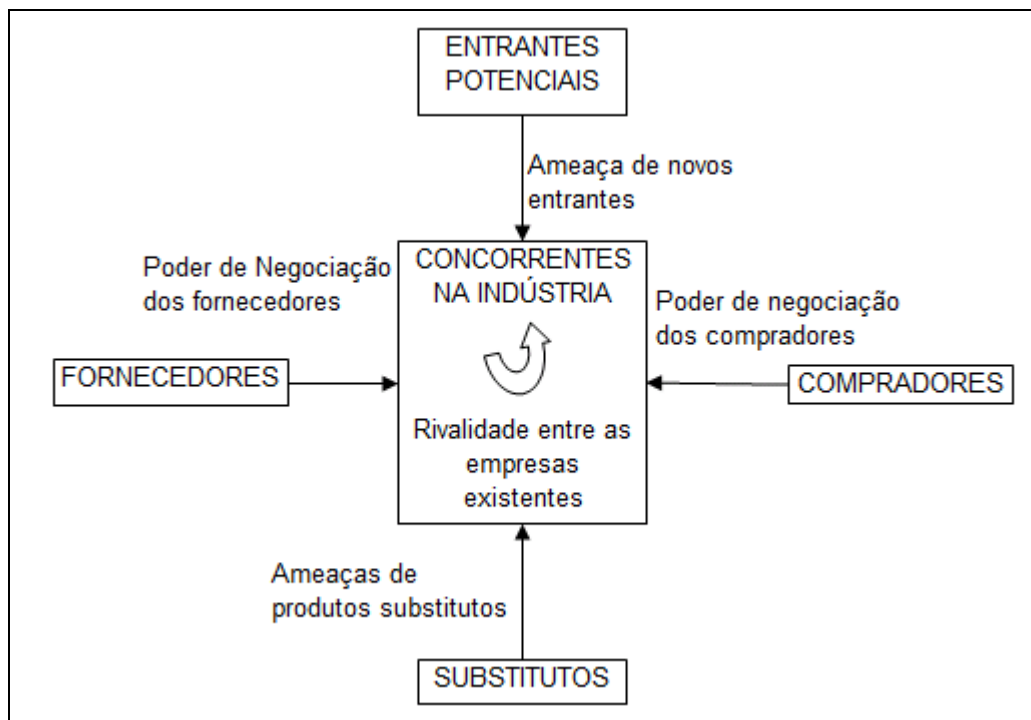 ENTRANTES
POTENCIAIS
Ameaça de novos
entrantes
Poder de Negociação
dos fornecedores
CONCORRENTES
NA INDÚSTRIA
Poder de negociação
dos compradores
FORNECEDORES
COMPRADORES
Rivalidade entre as
empresas
existentes
Ameaças de
produtos substitutos
SUBSTITUTOS